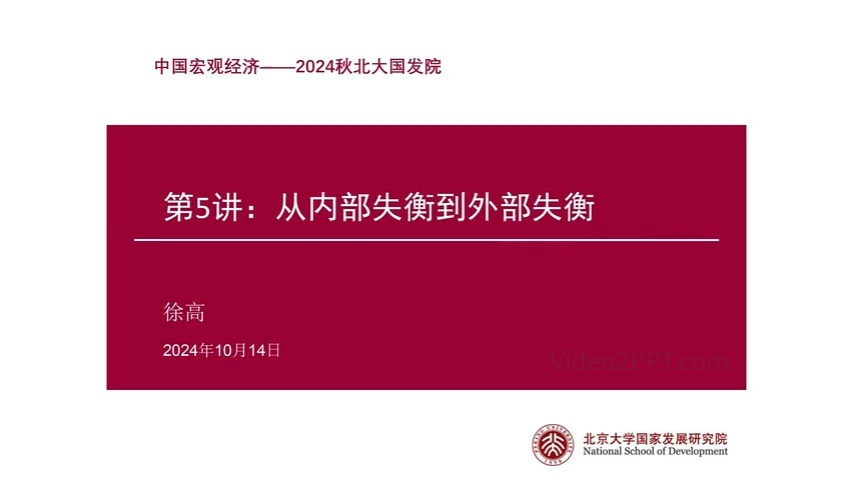 中国宏观经济——2024秋北大国发院
第5讲：从内部失衡到外部失衡
徐高
2024年10月14日
Video2PPT.com
北京大学国家发展研究院
National School of Development